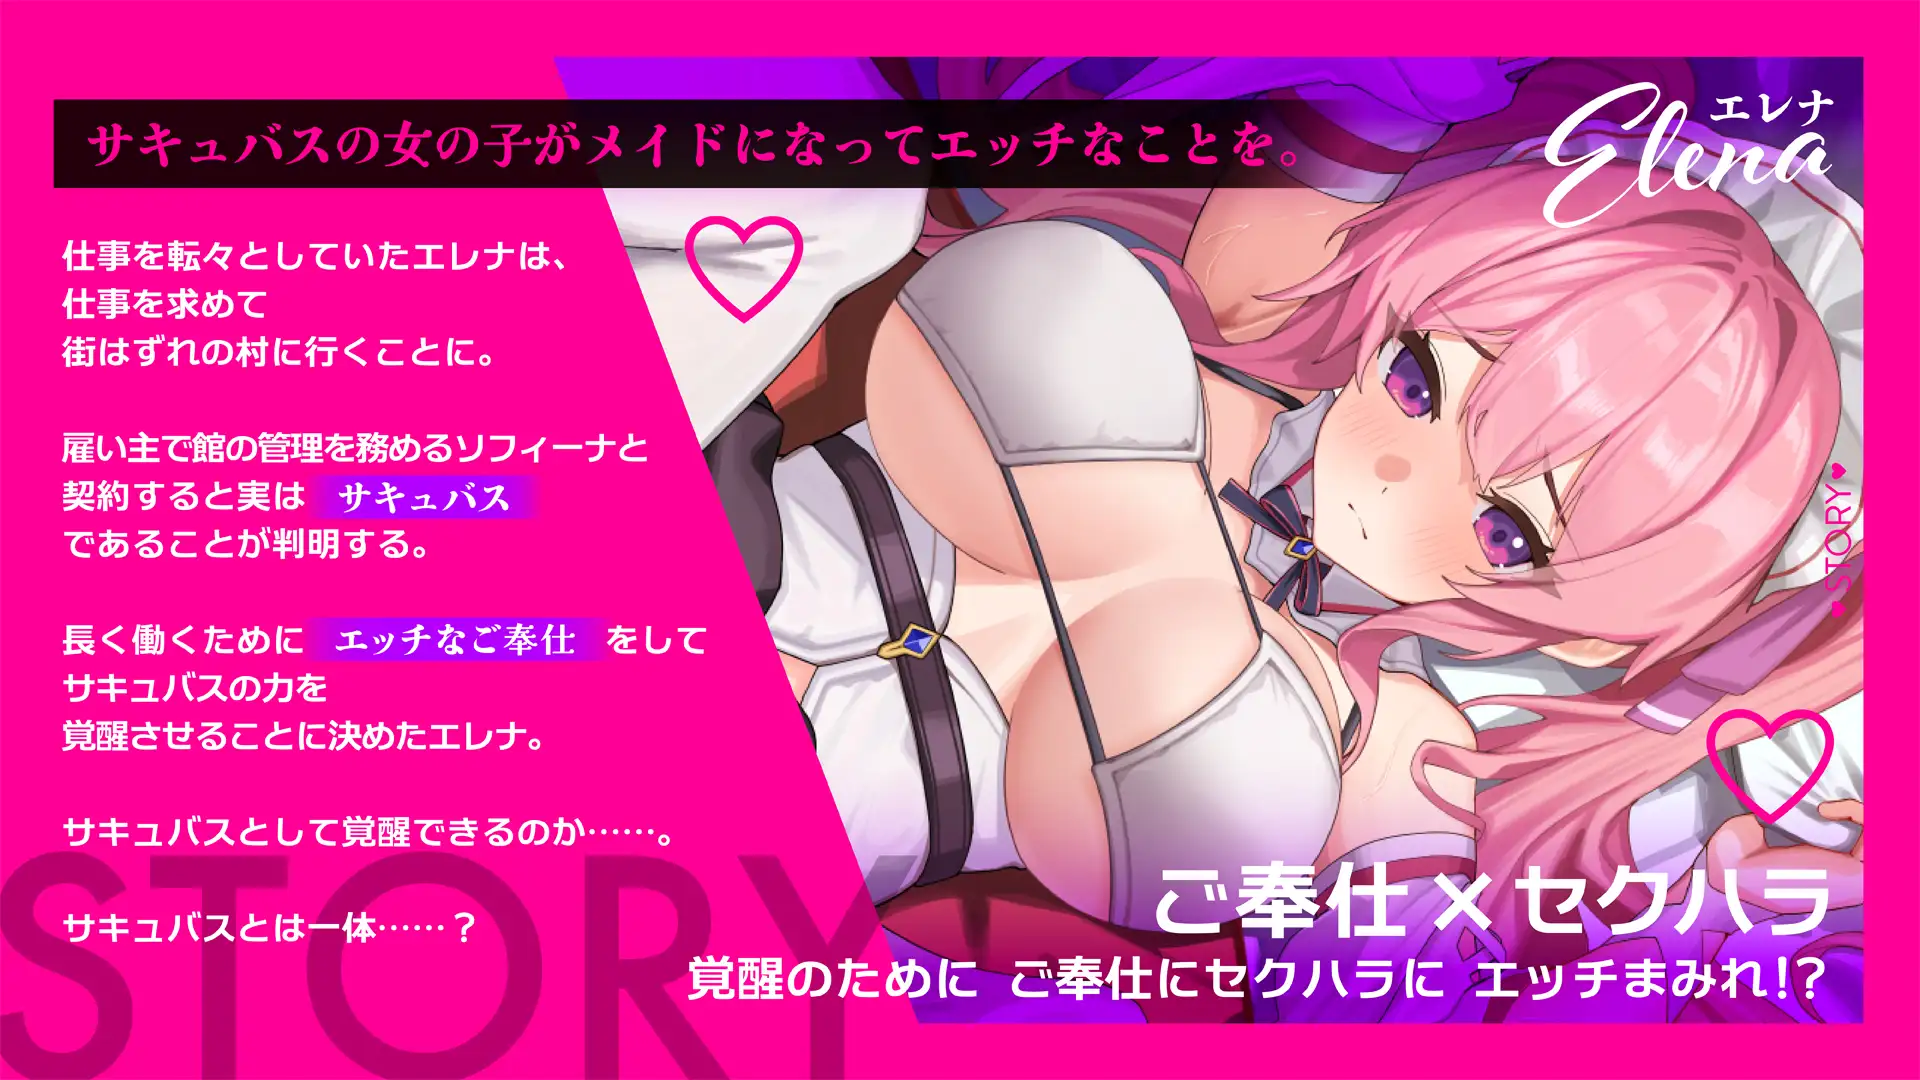 サキュバスの女の子がメイドになってエッチなことを。
エレナ
Elena
仕事を転々としていたエレナは、
仕事を求めて
街はずれの村に行くことに。
雇い主で館の管理を務めるソフィーナと
契約すると実は サキュバス
であることが判明する。
長く働くために エッチなご奉仕 をして
サキュバスの力を
覚醒させることに決めたエレナ。
サキュバスとして覚醒できるのか……。
サキュバスとは一体……？
STORY
♥STORY♥
ご奉仕×セクハラ
覚醒のために ご奉仕にセクハラに エッチまみれ!?